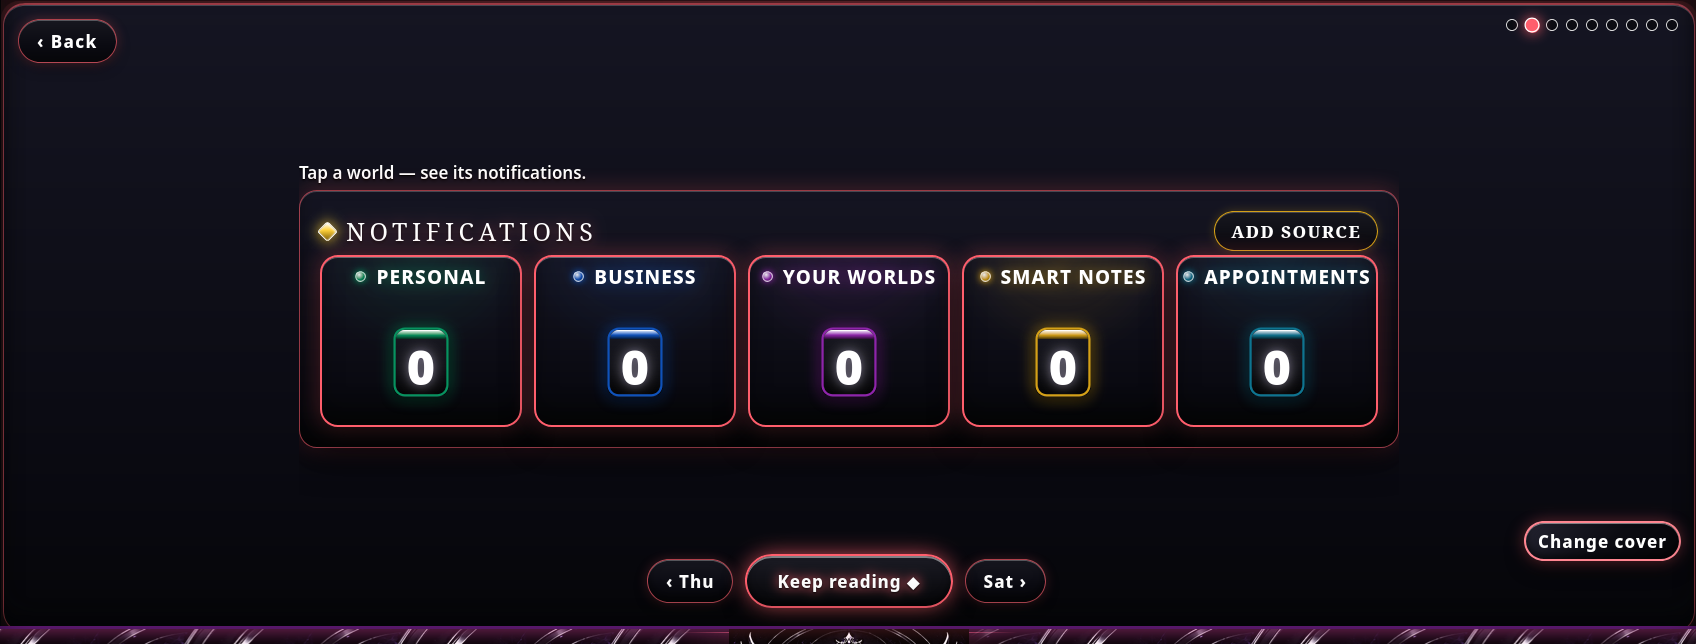 ‹ Back
Tap a world — see its notifications.
NOTIFICATIONS
ADD SOURCE
PERSONAL
BUSINESS
YOUR WORLDS
SMART NOTES
APPOINTMENTS
0
0
0
0
0
Change cover
‹ Thu
Keep reading ◆
Sat ›